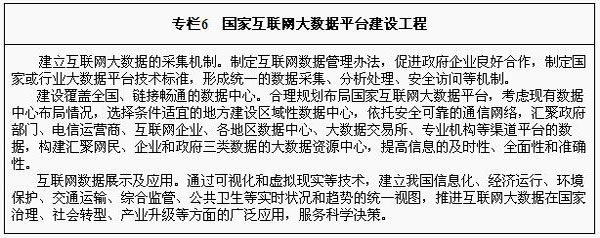 专栏6 国家互联网大数据平台建设工程
建立互联网大数据的采集机制。制定互联网数据管理办法，促进政府企业良好合作，制定国
家或行业大数据平台技术标准，形成统一的数据采集、分析处理、安全访问等机制。
建设覆盖全国、链接畅通的数据中心。合理规划布局国家互联网大数据平台，考虑现有数据
中心布局情况，选择条件适宜的地方建设区域性数据中心，依托安全可靠的通信网络，汇聚政府
部门、电信运营商、互联网企业、各地区数据中心、大数据交易所、专业机构等渠道平台的数
据，构建汇聚网民、企业和政府三类数据的大数据资源中心，提高信息的及时性、全面性和准确
性。
互联网数据展示及应用。通过可视化和虚拟现实等技术，建立我国信息化、经济运行、环境
保护、交通运输、综合监管、公共卫生等实时状况和趋势的统一视图，推进互联网大数据在国家
治理、社会转型、产业升级等方面的广泛应用，服务科学决策。